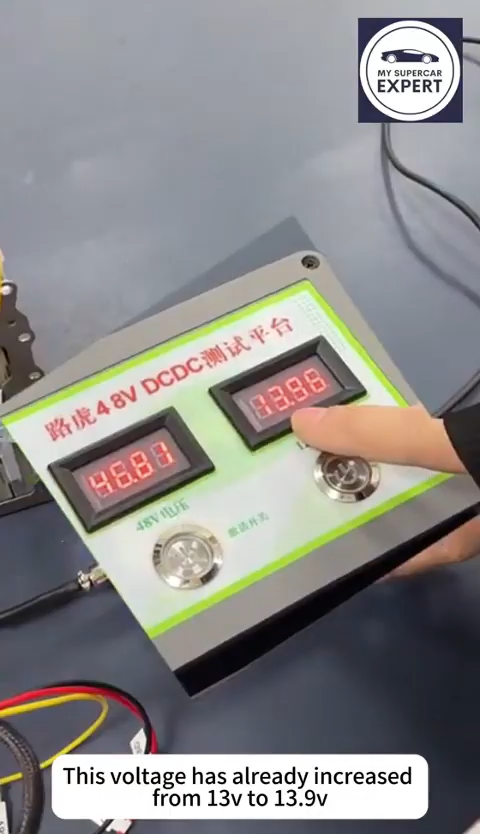 MY SUPERCAR
EXPERT
路虎48V DCDC测试平台
46.81
13.88
48V电压
激活开关
This voltage has already increased
from 13v to 13.9v